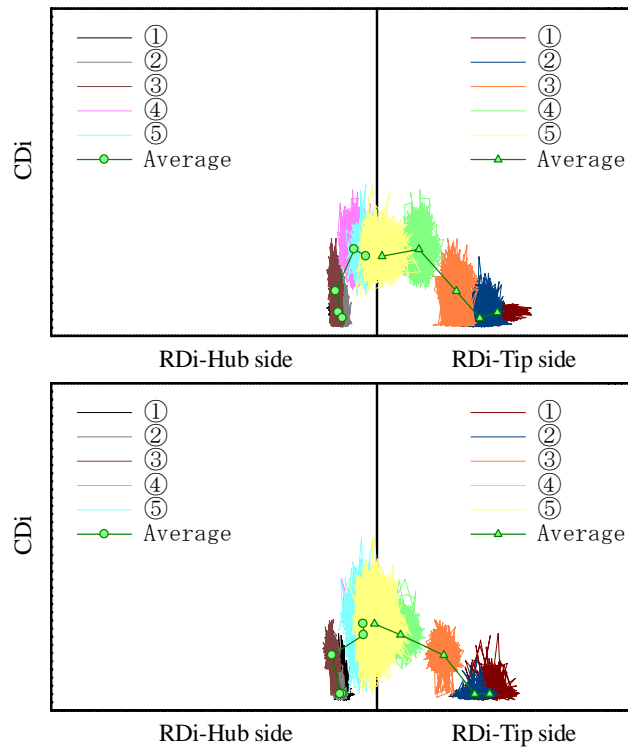 ① ①
② ②
③ ③
④ ④
⑤ ⑤
Average Average
CDi
RDi-Hub side RDi-Tip side
① ①
② ②
③ ③
④ ④
⑤ ⑤
Average Average
CDi
RDi-Hub side RDi-Tip side